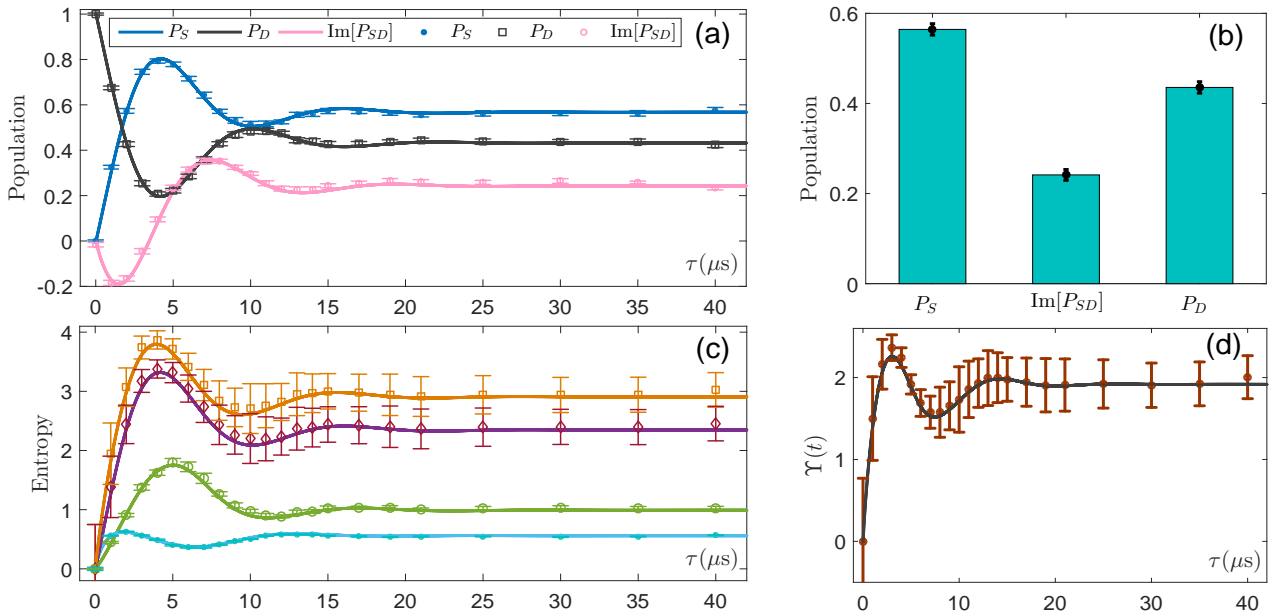 1
0.8
0.6
0.4
0.2
0
-0.2
Population
P_S P_D Im[P_SD] P_S P_D Im[P_SD]
(a)
τ(μs)
0 5 10 15 20 25 30 35 40
0.6
0.4
0.2
0
Population
(b)
P_S Im[P_SD] P_D
4
3
2
1
0
Entropy
(c)
τ(μs)
0 5 10 15 20 25 30 35 40
2
1
0
Υ(t)
(d)
τ(μs)
0 10 20 30 40